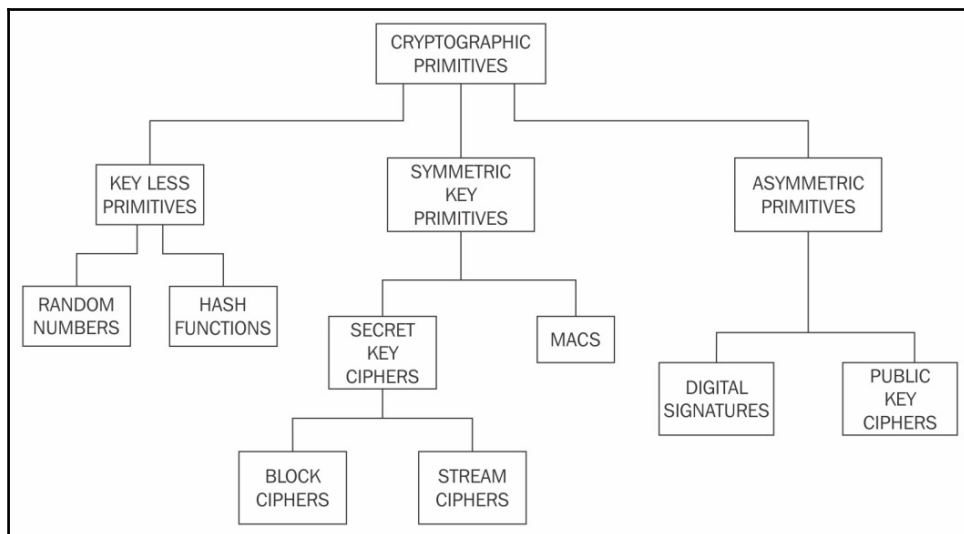 CRYPTOGRAPHIC
PRIMITIVES
KEY LESS
PRIMITIVES
SYMMETRIC
KEY
PRIMITIVES
ASYMMETRIC
PRIMITIVES
RANDOM
NUMBERS
HASH
FUNCTIONS
SECRET
KEY
CIPHERS
MACS
DIGITAL
SIGNATURES
PUBLIC
KEY
CIPHERS
BLOCK
CIPHERS
STREAM
CIPHERS